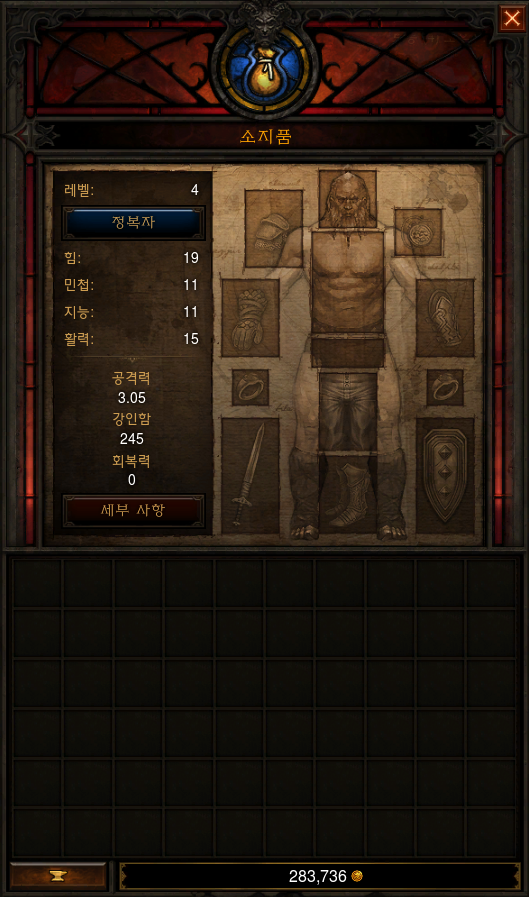 소지품
레벨: 4
정복자
힘: 19
민첩: 11
지능: 11
활력: 15
공격력
3.05
강인함
245
회복력
0
세부 사항
283,736